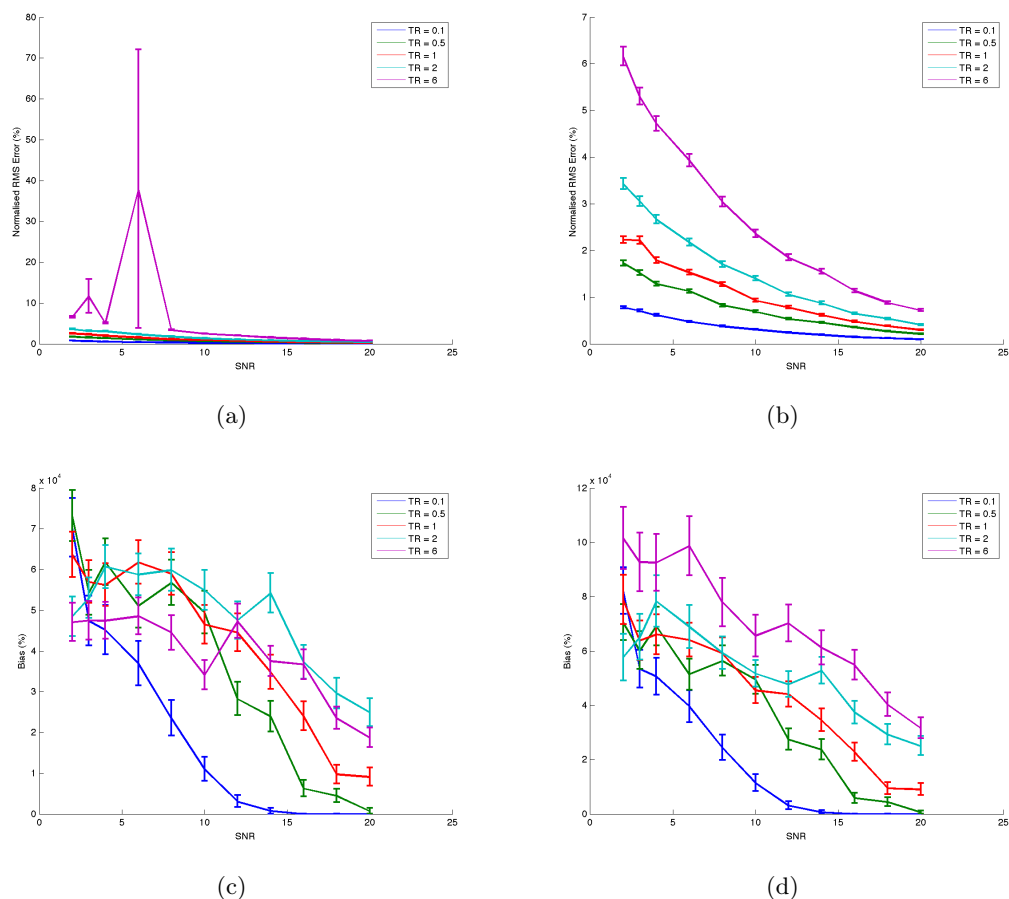 80
70
60
50
40
30
20
10
0
0 5 10 15 20 25
Normalised RMS Error (%)
SNR
TR = 0.1
TR = 0.5
TR = 1
TR = 2
TR = 6
(a)
7
6
5
4
3
2
1
0
0 5 10 15 20 25
Normalised RMS Error (%)
SNR
TR = 0.1
TR = 0.5
TR = 1
TR = 2
TR = 6
(b)
x 10^4
8
7
6
5
4
3
2
1
0
0 5 10 15 20 25
Bias (%)
SNR
TR = 0.1
TR = 0.5
TR = 1
TR = 2
TR = 6
(c)
x 10^4
12
10
8
6
4
2
0
0 5 10 15 20 25
Bias (%)
SNR
TR = 0.1
TR = 0.5
TR = 1
TR = 2
TR = 6
(d)